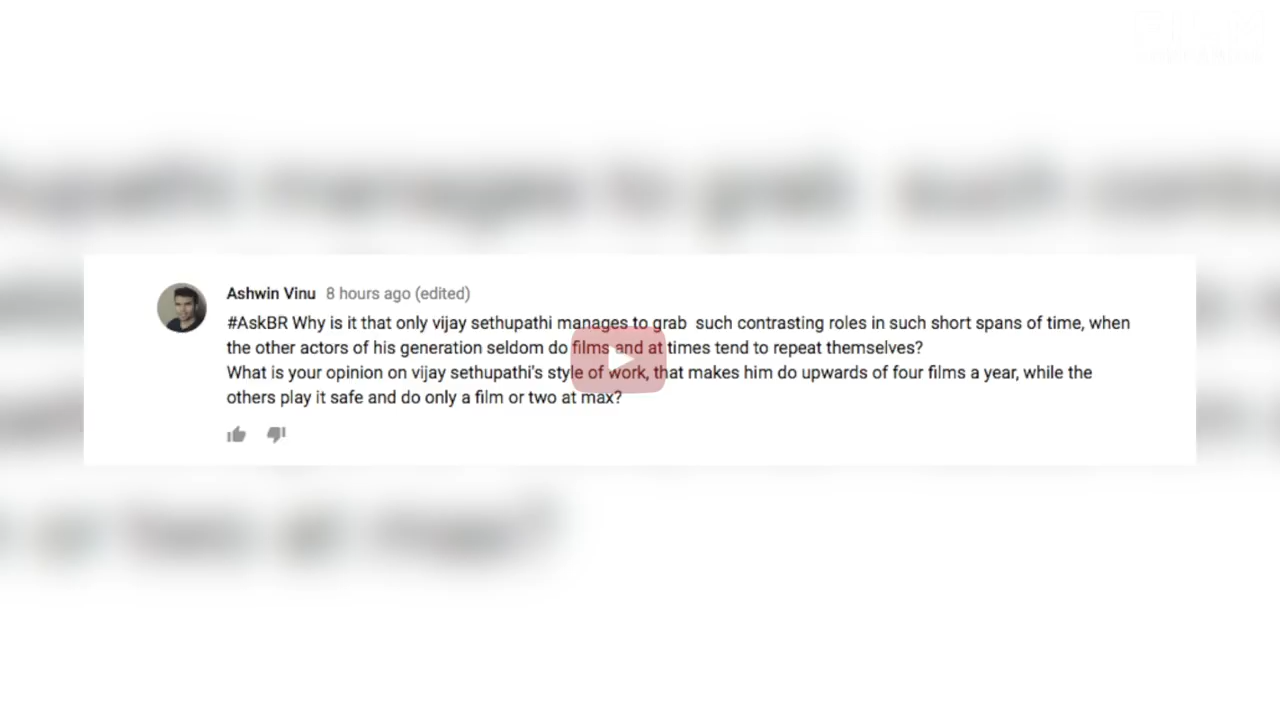 Ashwin Vinu 8 hours ago (edited)
#AskBR Why is it that only vijay sethupathi manages to grab  such contrasting roles in such short spans of time, when
the other actors of his generation seldom do films and at times tend to repeat themselves?
What is your opinion on vijay sethupathi's style of work, that makes him do upwards of four films a year, while the
others play it safe and do only a film or two at max?